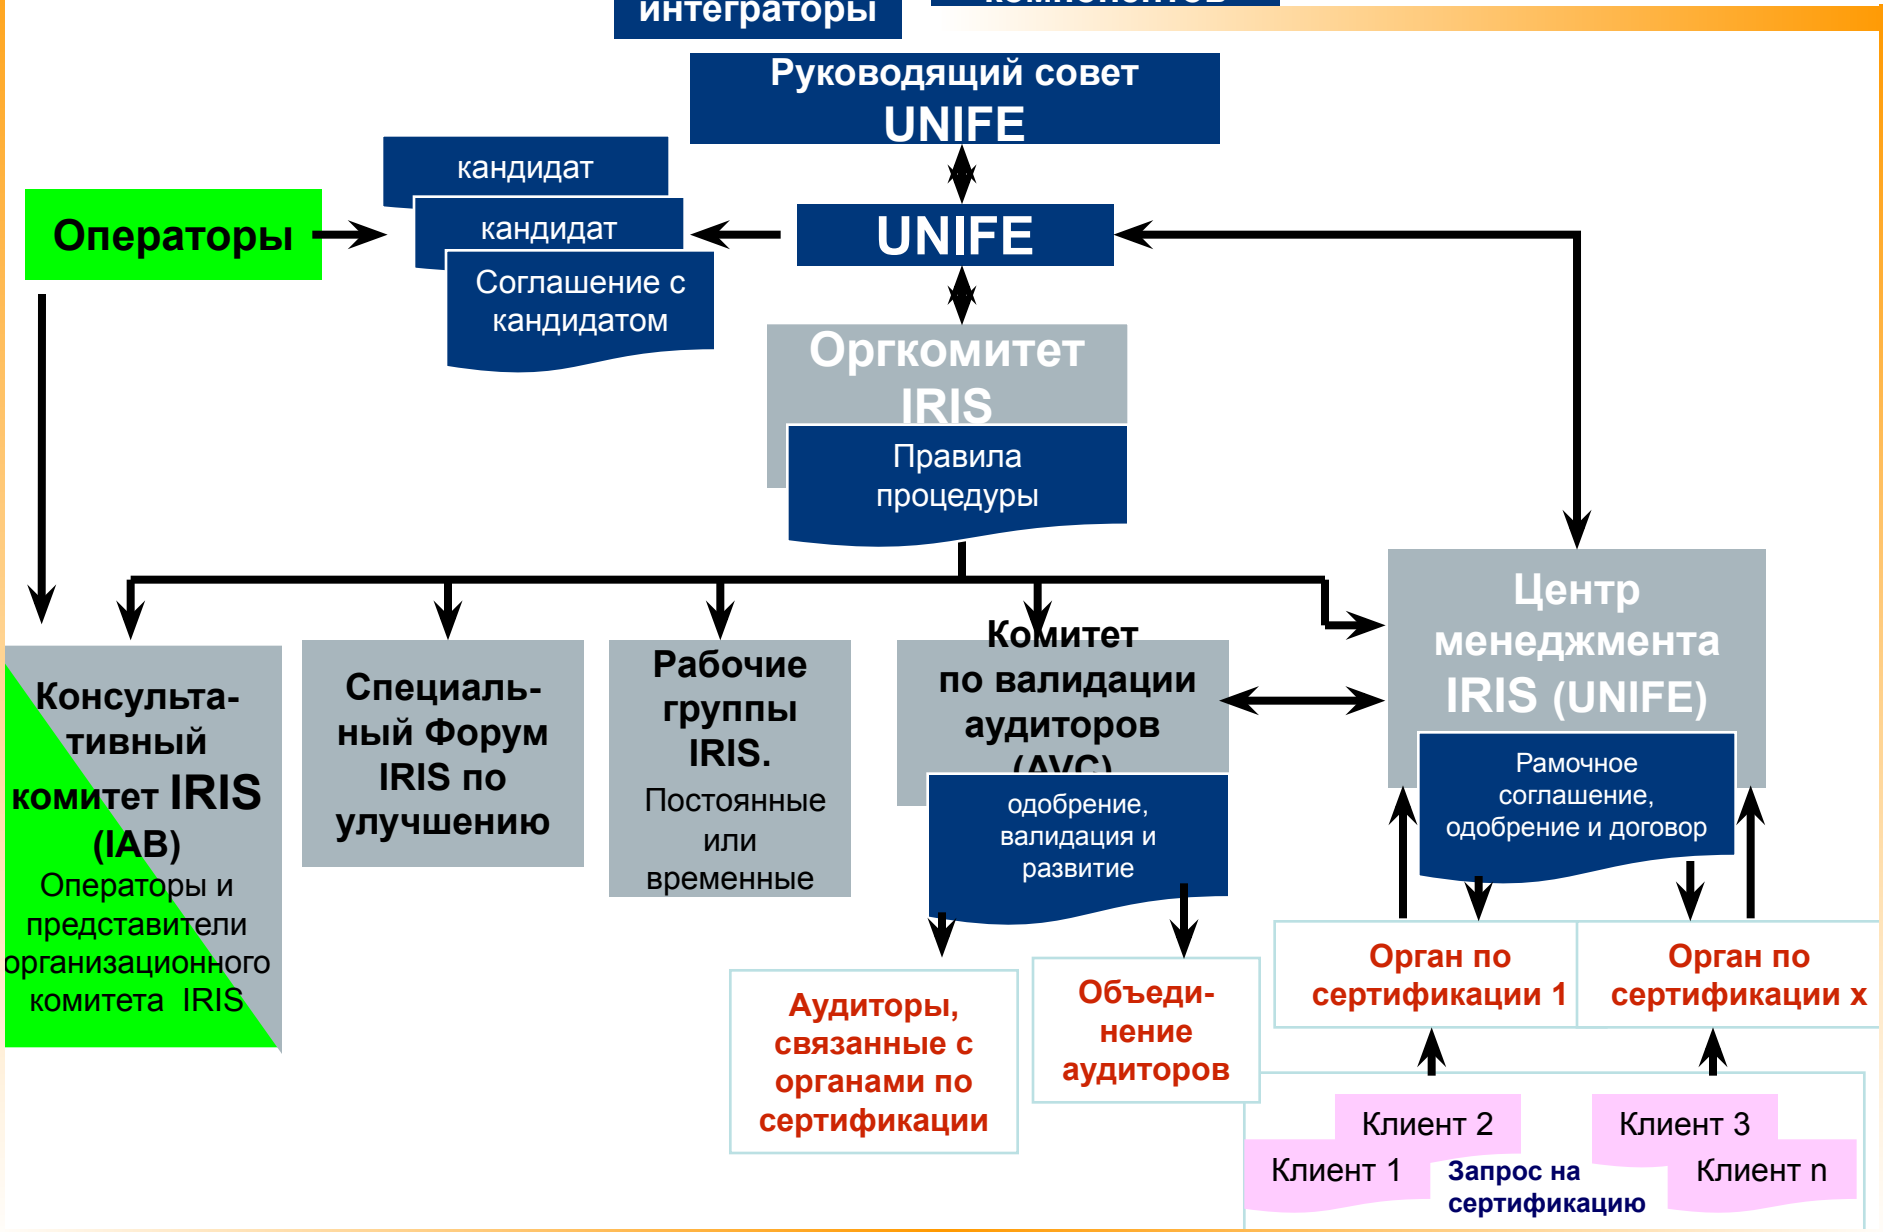 интеграторы
компонентов
Руководящий совет
UNIFE
кандидат
кандидат
Соглашение с
кандидатом
Операторы
UNIFE
Оргкомитет
IRIS
Правила
процедуры
Консульта-
тивный
комитет IRIS
(IAB)
Операторы и
представители
организационного
комитета IRIS
Специаль-
ный Форум
IRIS по
улучшению
Рабочие
группы
IRIS.
Постоянные
или
временные
Комитет
по валидации
аудиторов
(AVC)
одобрение,
валидация и
развитие
Центр
менеджмента
IRIS (UNIFE)
Рамочное
соглашение,
одобрение и договор
Аудиторы,
связанные с
органами по
сертификации
Объеди-
нение
аудиторов
Орган по
сертификации 1
Орган по
сертификации x
Клиент 2
Клиент 1
Клиент 3
Клиент n
Запрос на
сертификацию